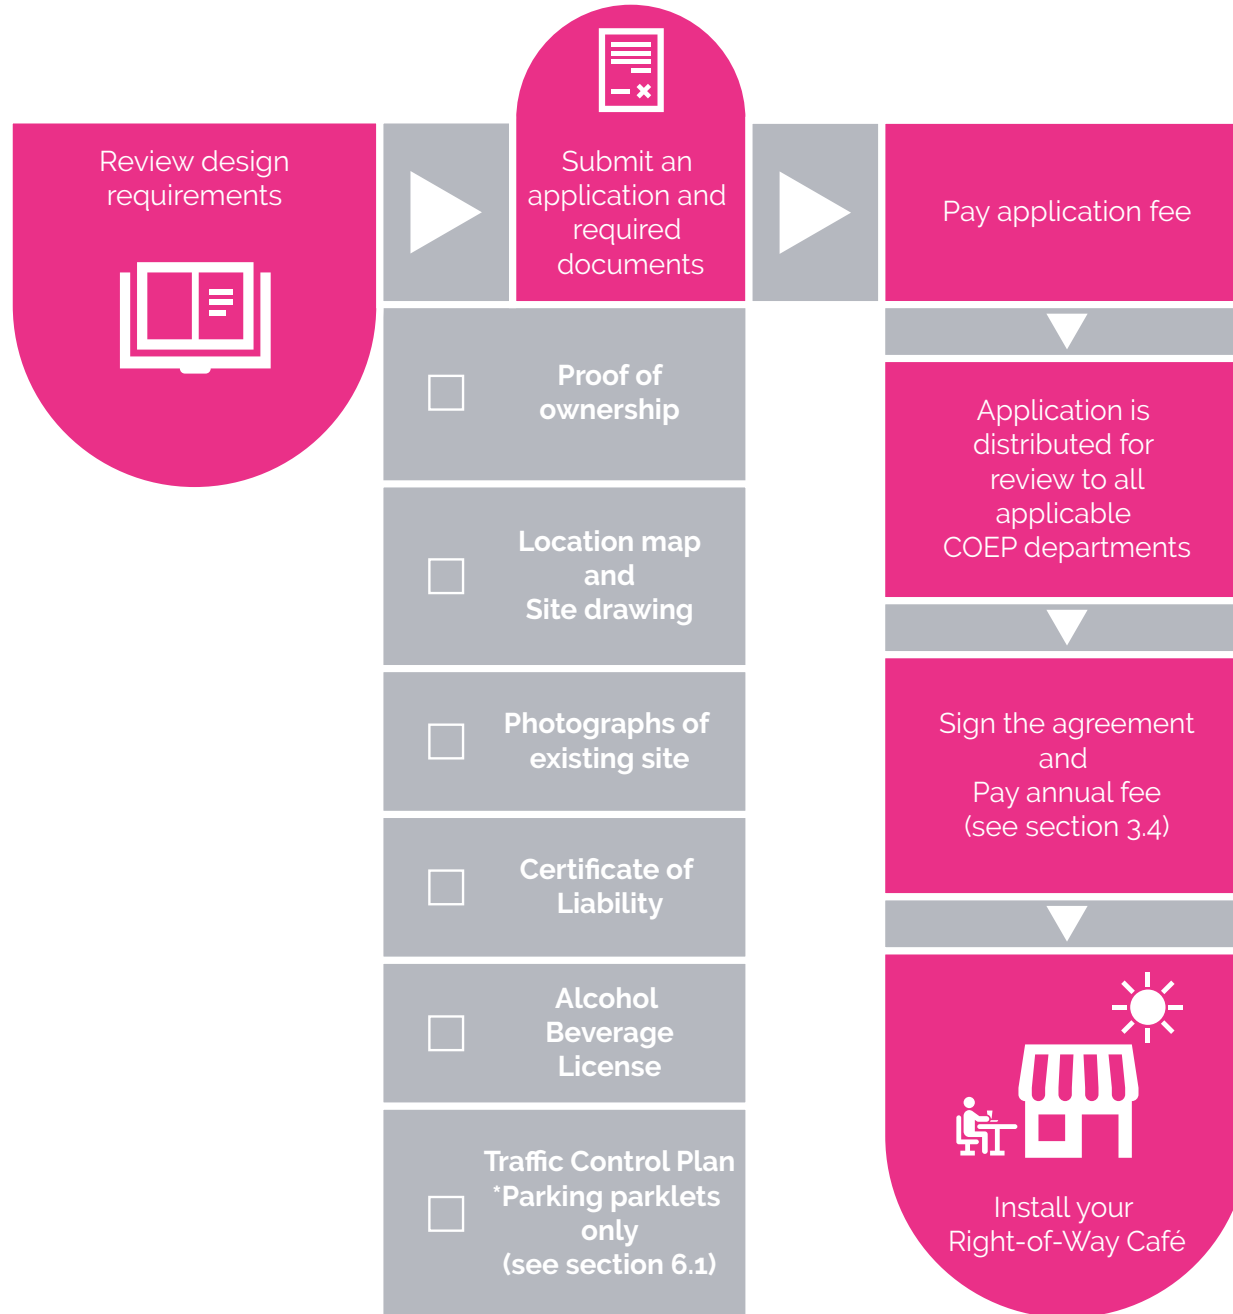 Review design
requirements
Submit an
application and
required
documents
Proof of
ownership
Location map
and
Site drawing
Photographs of
existing site
Certificate of
Liability
Alcohol
Beverage
License
Traffic Control Plan
*Parking parklets
only
(see section 6.1)
Pay application fee
Application is
distributed for
review to all
applicable
COEP departments
Sign the agreement
and
Pay annual fee
(see section 3.4)
Install your
Right-of-Way Café